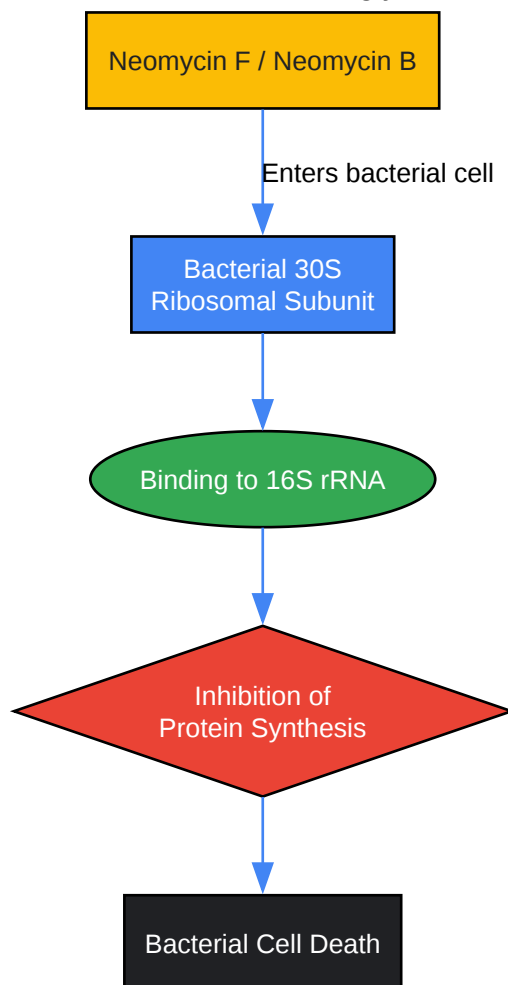 Neomycin F / Neomycin B
Enters bacterial cell
Bacterial 30S
Ribosomal Subunit
Binding to 16S rRNA
Inhibition of
Protein Synthesis
Bacterial Cell Death